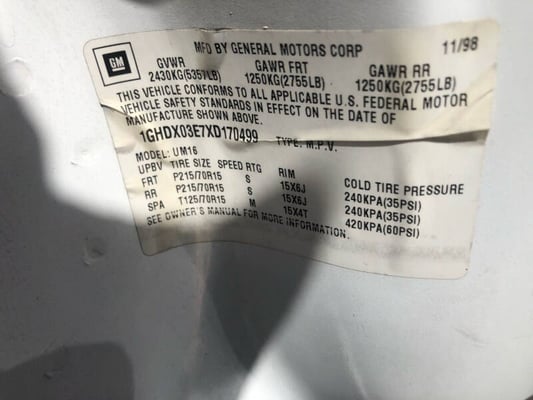 GM
MFD BY GENERAL MOTORS CORP 11/98
GVWR GAWR FRT GAWR RR
2430KG(5357LB) 1250KG(2755LB) 1250KG(2755LB)
THIS VEHICLE CONFORMS TO ALL APPLICABLE U.S. FEDERAL MOTOR
VEHICLE SAFETY STANDARDS IN EFFECT ON THE DATE OF
MANUFACTURE SHOWN ABOVE.
1GHDX03E7XD170499 TYPE: M.P.V.
MODEL: UM16
UPBV TIRE SIZE SPEED RTG RIM COLD TIRE PRESSURE
FRT P215/70R15 S 15X6J 240KPA(35PSI)
RR P215/70R15 S 15X6J 240KPA(35PSI)
SPA T125/70R15 M 15X4T 420KPA(60PSI)
SEE OWNER'S MANUAL FOR MORE INFORMATION.